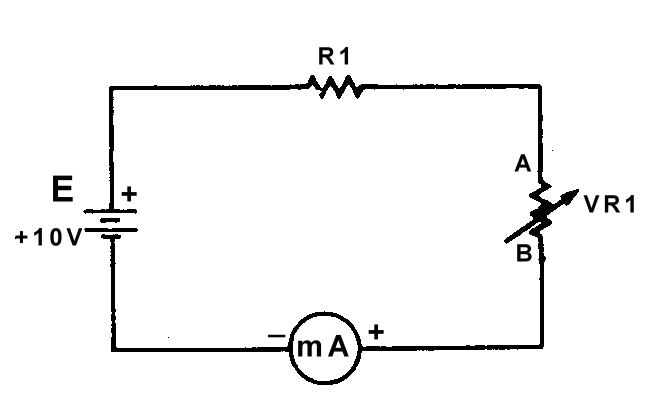 R1
A
E +
VR1
+10V
B
– mA +